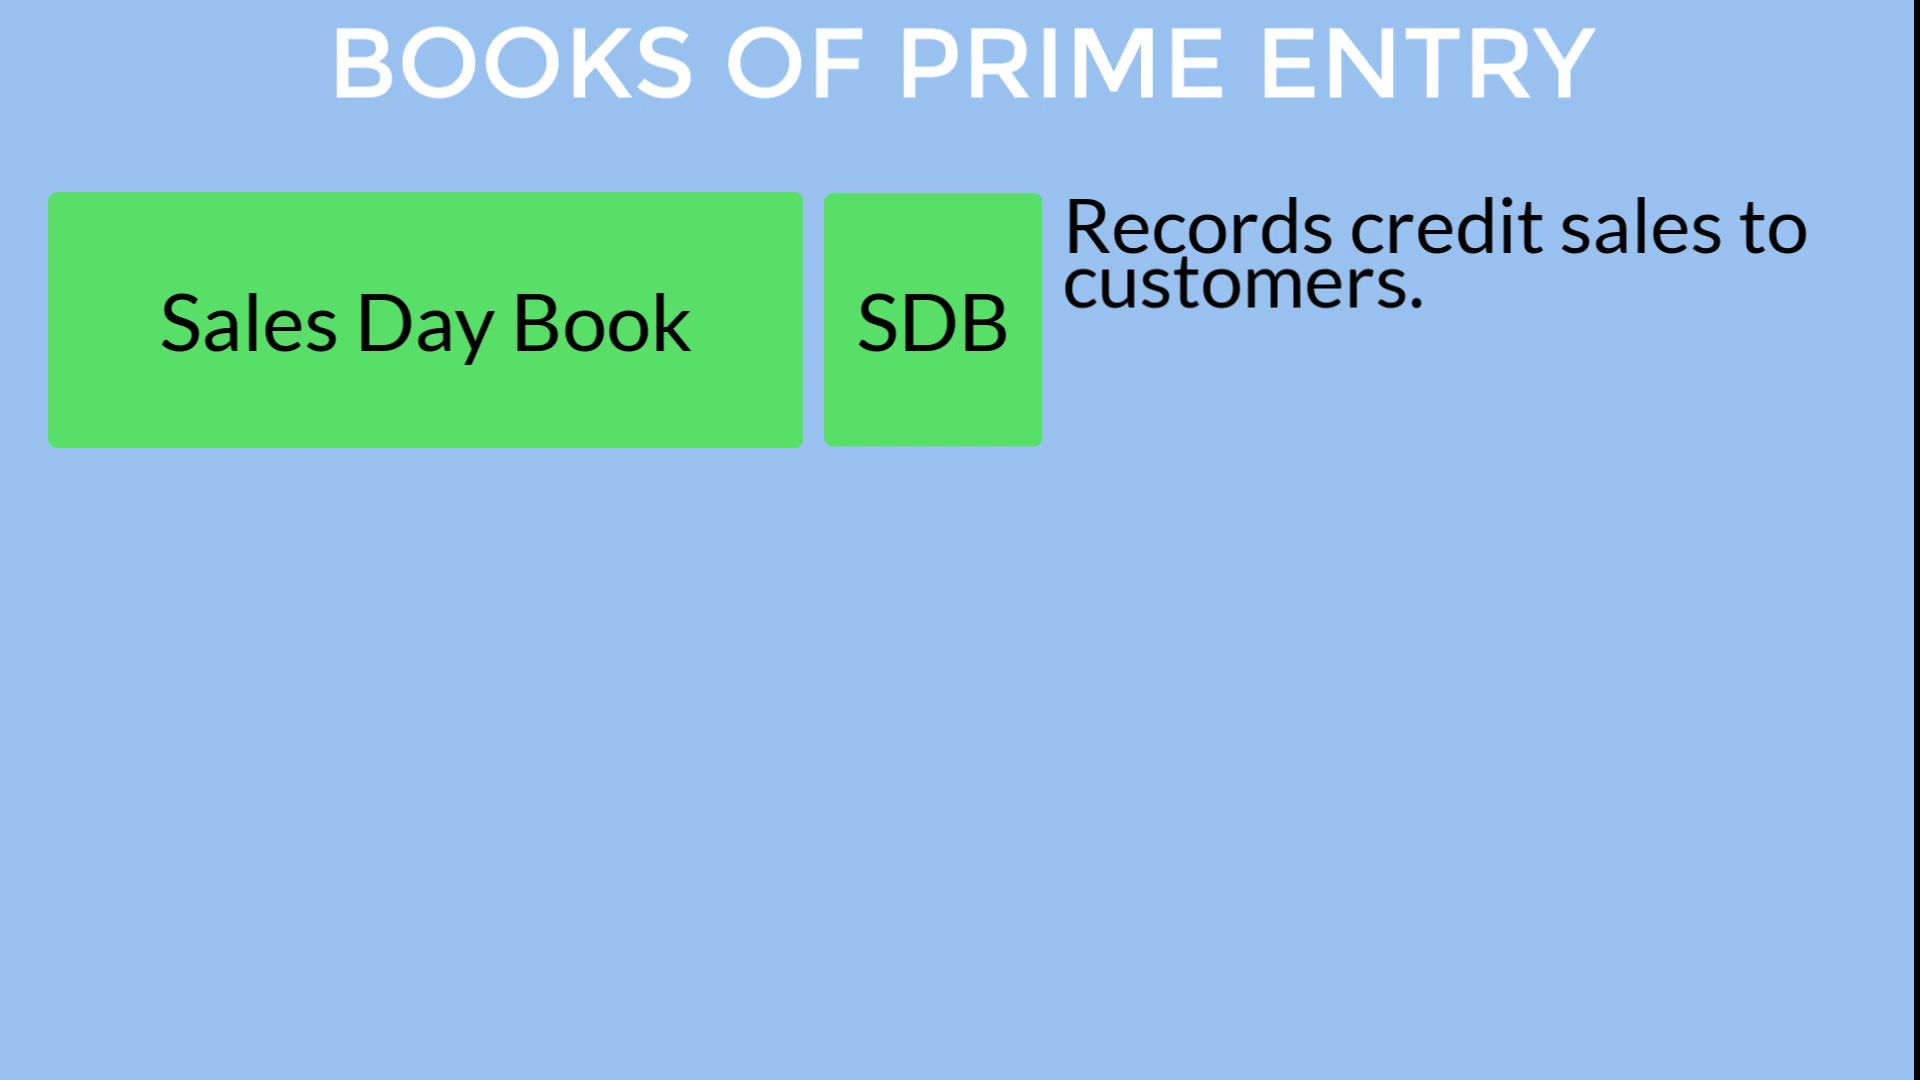 BOOKS OF PRIME ENTRY
Sales Day Book
SDB
Records credit sales to
customers.